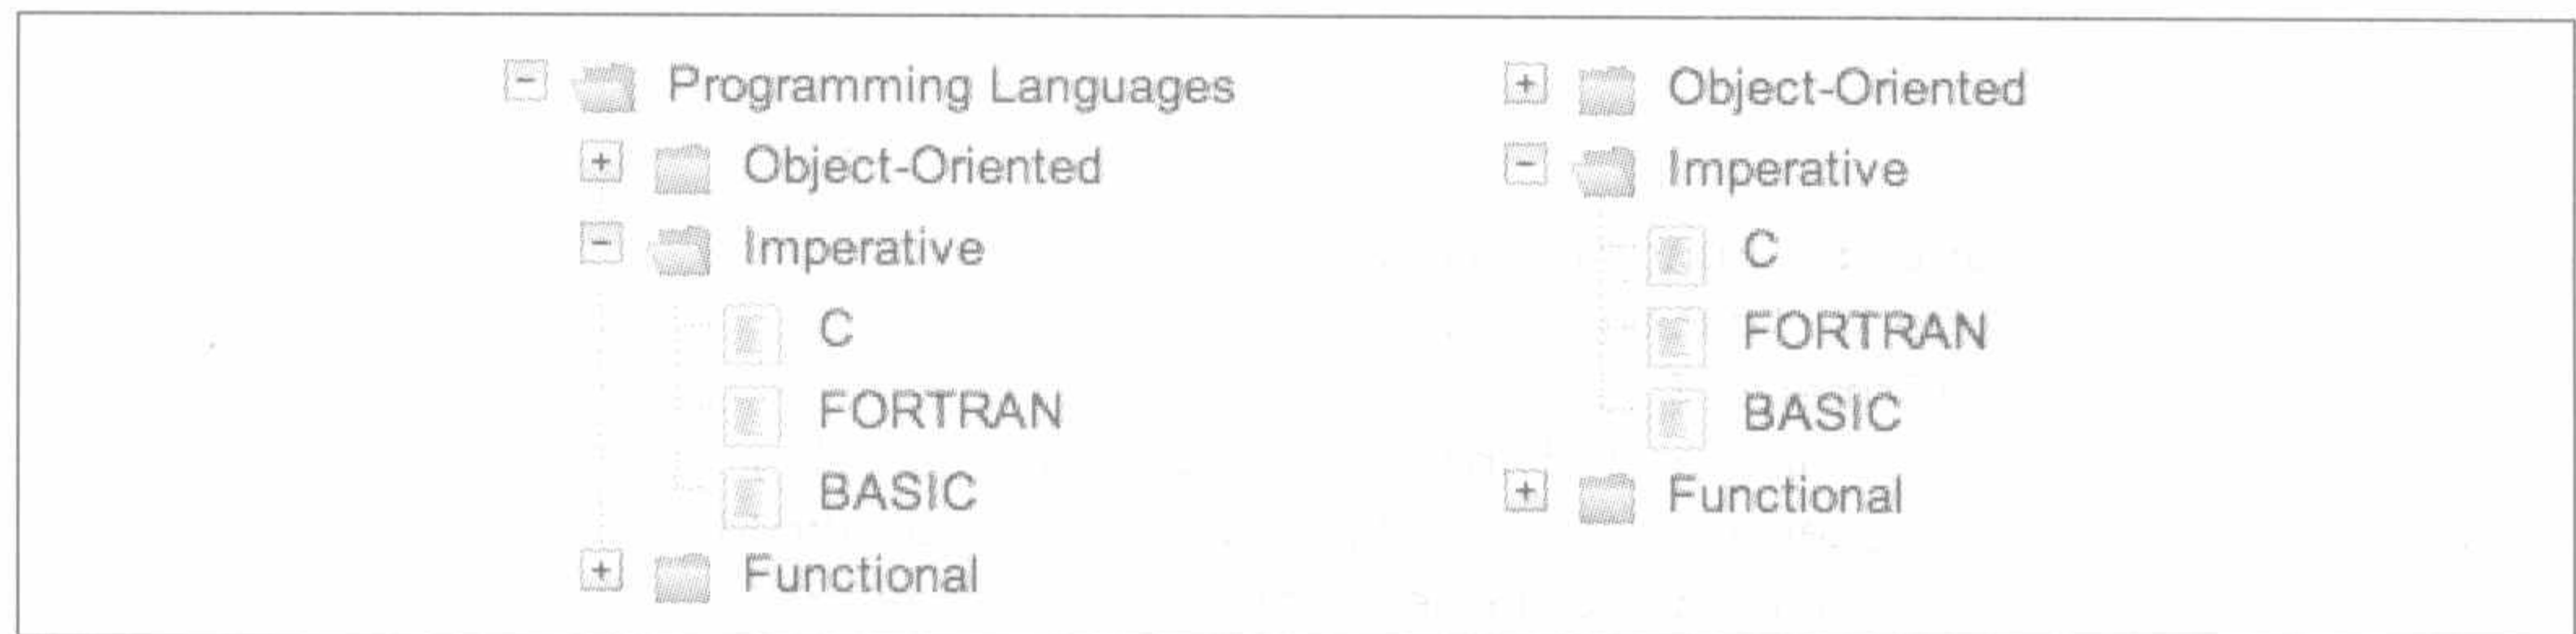 Programming Languages
Object-Oriented
Imperative
C
FORTRAN
BASIC
Functional
Object-Oriented
Imperative
C
FORTRAN
BASIC
Functional